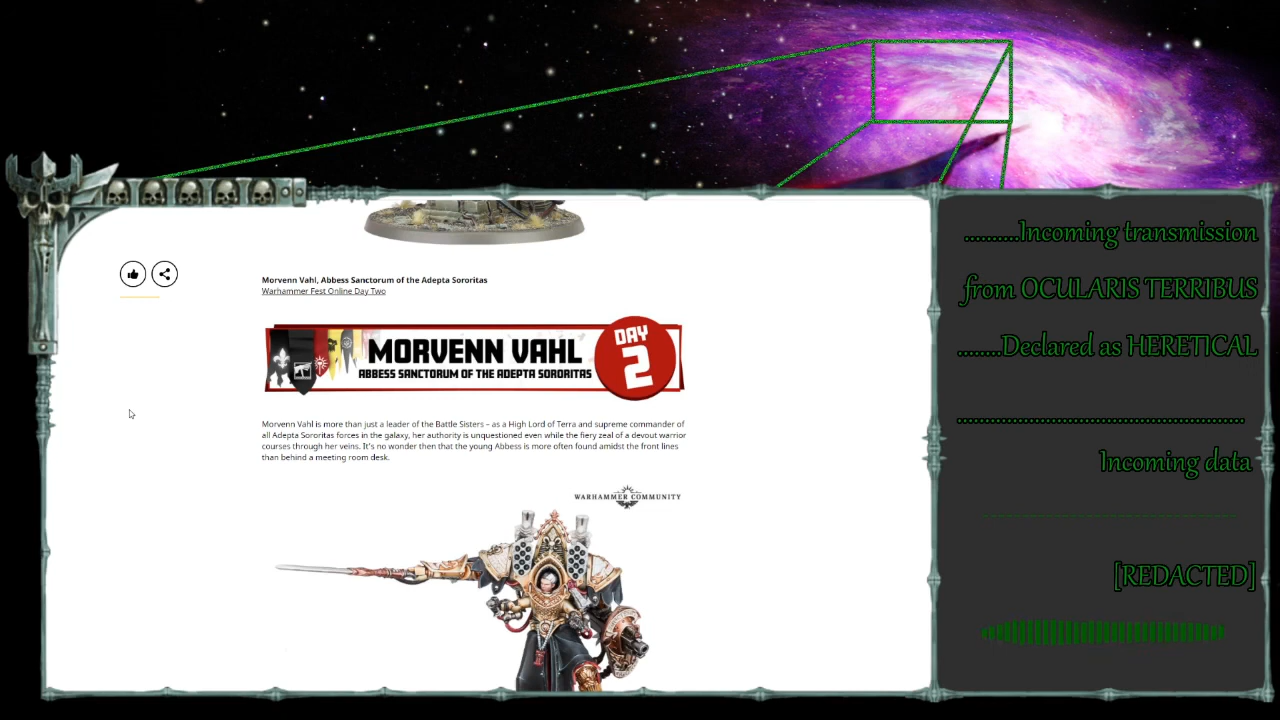 Morvenn Vahl, Abbess Sanctorum of the Adepta Sororitas
Warhammer Fest Online Day Two
MORVENN VAHL
ABBESS SANCTORUM OF THE ADEPTA SORORITAS
DAY
2
Morvenn Vahl is more than just a leader of the Battle Sisters – as a High Lord of Terra and supreme commander of
all Adepta Sororitas forces in the galaxy, her authority is unquestioned even while the fiery zeal of a devout warrior
courses through her veins. It's no wonder then that the young Abbess is more often found amidst the front lines
than behind a meeting room desk.
WARHAMMER COMMUNITY
..........Incoming transmission
from OCULARIS TERRIBUS
........Declared as HERETICAL
..................................................
Incoming data
[REDACTED]